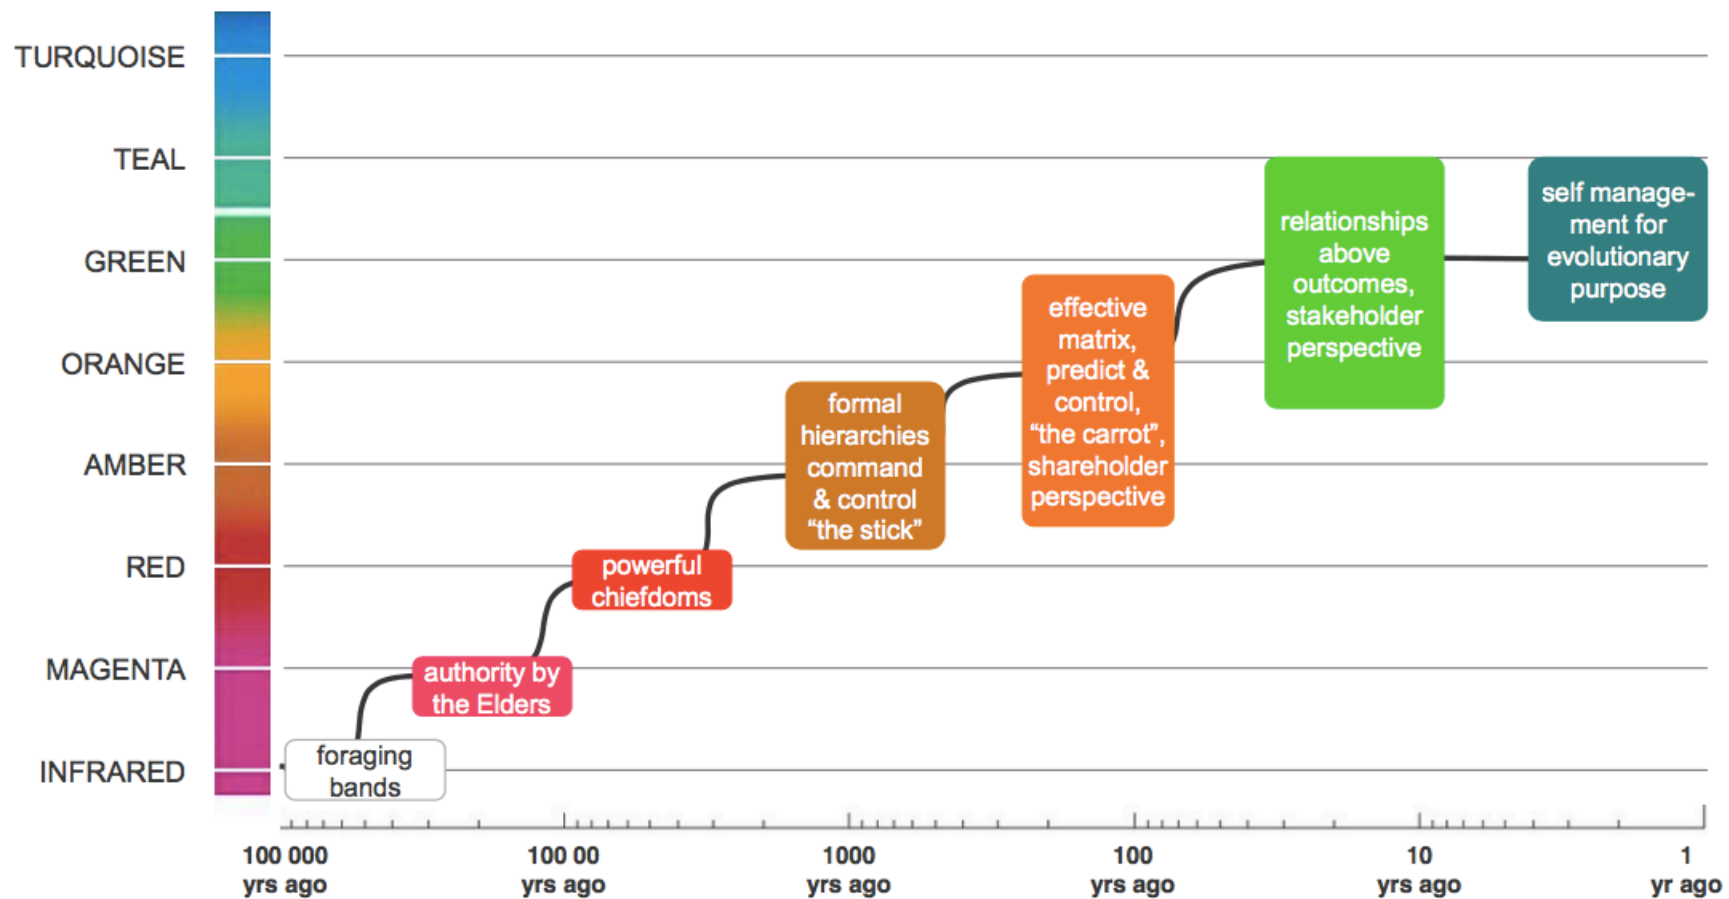 TURQUOISE
TEAL
GREEN
ORANGE
AMBER
RED
MAGENTA
INFRARED
foraging
bands
authority by
the Elders
powerful
chiefdoms
formal
hierarchies
command
& control
“the stick”
effective
matrix,
predict &
control,
“the carrot”,
shareholder
perspective
relationships
above
outcomes,
stakeholder
perspective
self manage-
ment for
evolutionary
purpose
100 000
yrs ago
100 00
yrs ago
1000
yrs ago
100
yrs ago
10
yrs ago
1
yr ago